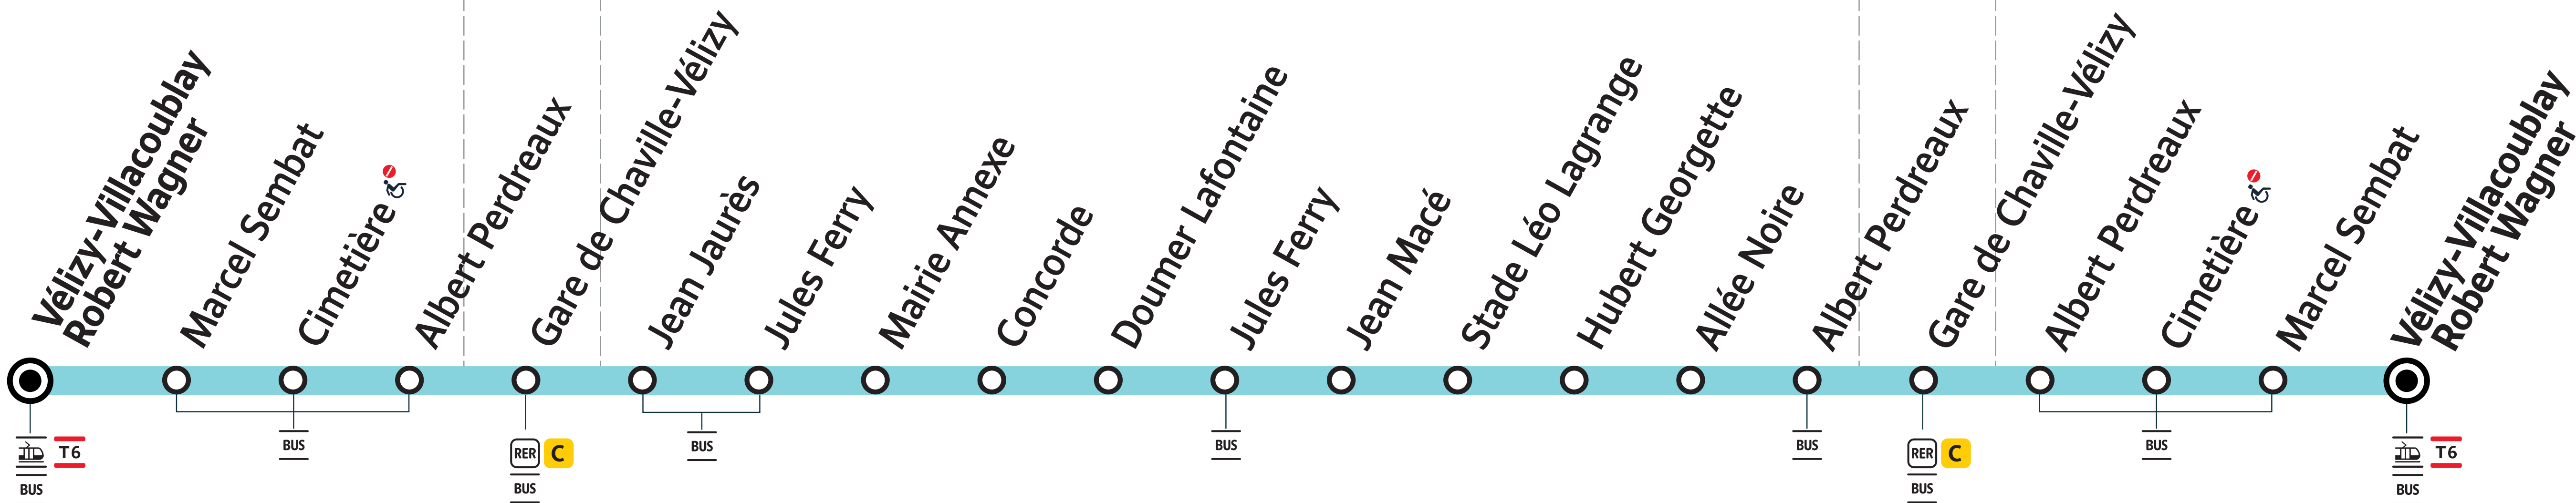 Vélizy-Villacoublay
Robert Wagner
Marcel Sembat
Cimetière
Albert Perdreaux
Gare de Chaville-Vélizy
Jean Jaurès
Jules Ferry
Mairie Annexe
Concorde
Doumer Lafontaine
Jules Ferry
Jean Macé
Stade Léo Lagrange
Hubert Georgette
Allée Noire
Albert Perdreaux
Gare de Chaville-Vélizy
Albert Perdreaux
Cimetière
Marcel Sembat
Vélizy-Villacoublay
Robert Wagner
T6
BUS
BUS
RER C
BUS
BUS
BUS
BUS
RER C
BUS
BUS
T6
BUS